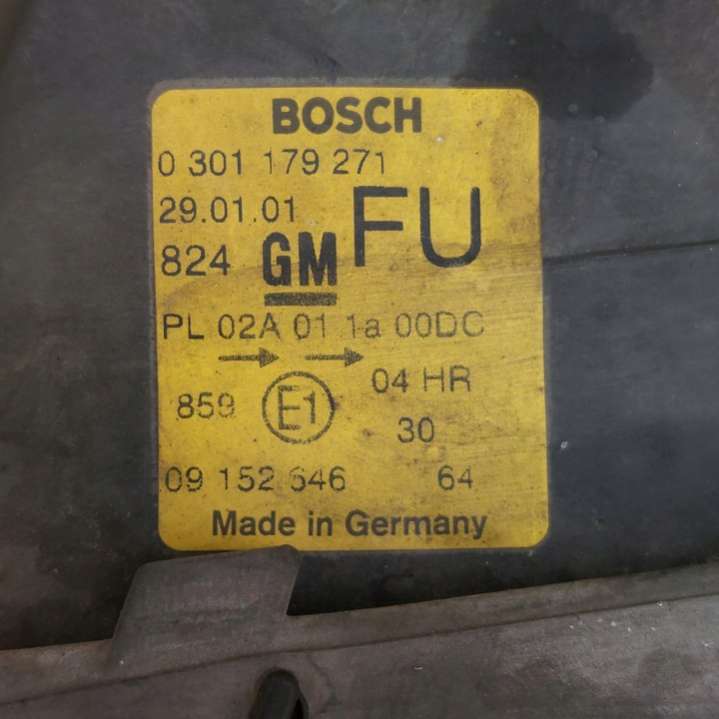 BOSCH
0 301 179 271
29.01.01 FU
824 GM
PL 02A 01 1a 00DC
→ → 04 HR
859 E1 30
09 152 646 64
Made in Germany